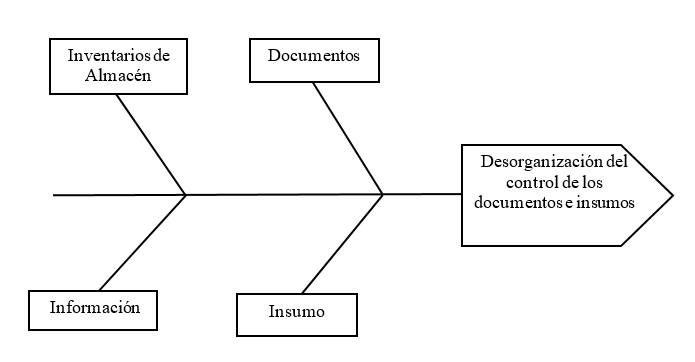 Inventarios de
Almacén
Documentos
Desorganización del
control de los
documentos e insumos
Información
Insumo